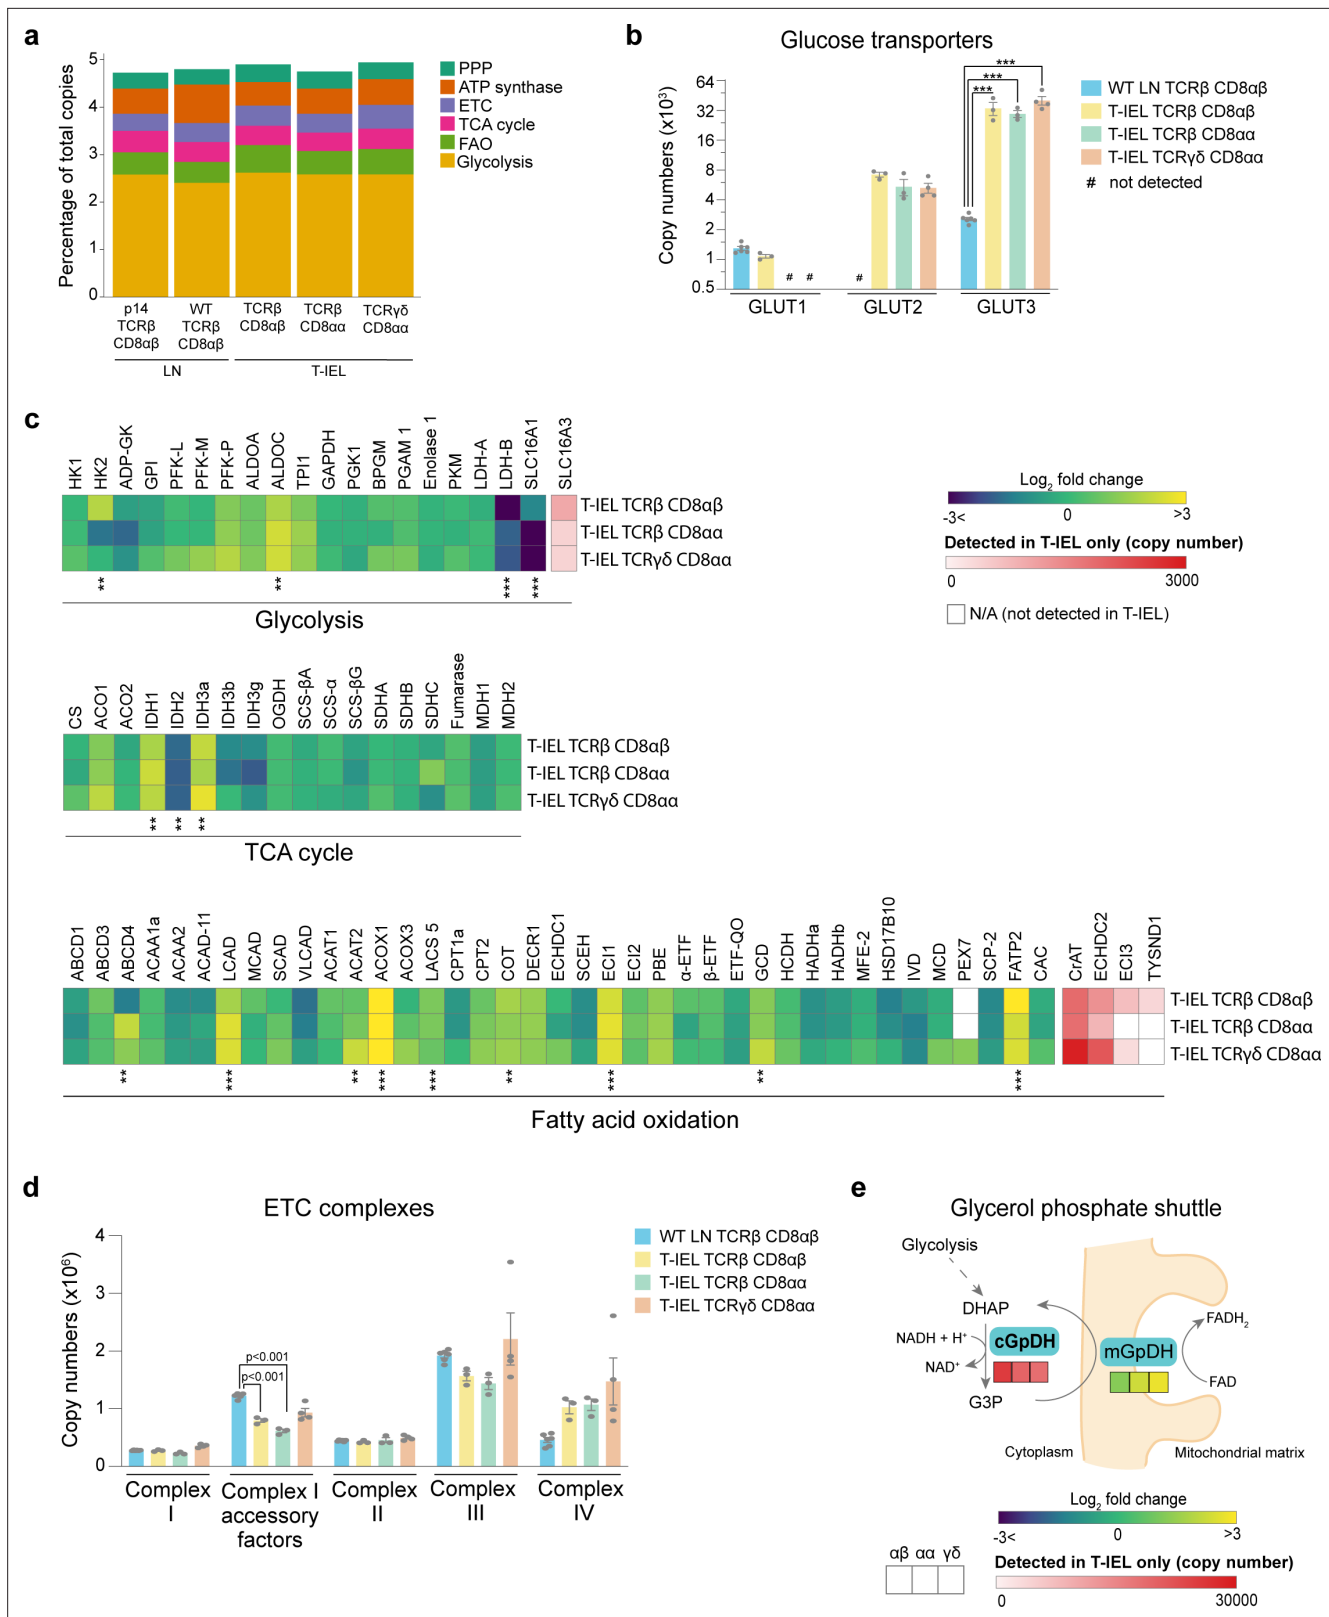 a
5
4
3
2
1
0
Percentage of total copies
p14 TCRβ CD8αβ
WT TCRβ CD8αβ
TCRβ CD8αβ
TCRβ CD8αα
TCRγδ CD8αα
LN
T-IEL
PPP
ATP synthase
ETC
TCA cycle
FAO
Glycolysis
b
Glucose transporters
Copy numbers (x10³)
64
32
16
8
4
2
1
0.5
# # # *** *** ***
GLUT1
GLUT2
GLUT3
WT LN TCRβ CD8αβ
T-IEL TCRβ CD8αβ
T-IEL TCRβ CD8αα
T-IEL TCRγδ CD8αα
# not detected
c
HK1 HK2 ADP-GK GPI PFK-L PFK-M PFK-P ALDOA ALDOC TPI1 GAPDH PGK1 BPGM PGAM 1 Enolase 1 PKM LDH-A LDH-B SLC16A1 SLC16A3
T-IEL TCRβ CD8αβ
T-IEL TCRβ CD8αα
T-IEL TCRγδ CD8αα
** ** *** ***
Glycolysis
Log₂ fold change
-3< 0 >3
Detected in T-IEL only (copy number)
0 3000
N/A (not detected in T-IEL)
CS ACO1 ACO2 IDH1 IDH2 IDH3a IDH3b IDH3g OGDH SCS-βA SCS-α SCS-βG SDHA SDHB SDHC Fumarase MDH1 MDH2
T-IEL TCRβ CD8αβ
T-IEL TCRβ CD8αα
T-IEL TCRγδ CD8αα
** ** **
TCA cycle
ABCD1 ABCD3 ABCD4 ACAA1a ACAA2 ACAD-11 LCAD MCAD SCAD VLCAD ACAT1 ACAT2 ACOX1 ACOX3 LACS 5 CPT1a CPT2 COT DECR1 ECHDC1 SCEH ECI1 ECI2 PBE α-ETF β-ETF ETF-QO GCD HCDH HADHa HADHb MFE-2 HSD17B10 IVD MCD PEX7 SCP-2 FATP2 CAC CrAT ECHDC2 ECI3 TYSND1
T-IEL TCRβ CD8αβ
T-IEL TCRβ CD8αα
T-IEL TCRγδ CD8αα
** *** ** *** *** ** *** ** ***
Fatty acid oxidation
d
ETC complexes
Copy numbers (x10⁶)
4
3
2
1
0
p<0.001
p<0.001
Complex I
Complex I accessory factors
Complex II
Complex III
Complex IV
WT LN TCRβ CD8αβ
T-IEL TCRβ CD8αβ
T-IEL TCRβ CD8αα
T-IEL TCRγδ CD8αα
e
Glycerol phosphate shuttle
Glycolysis
DHAP
NADH + H⁺
cGpDH
NAD⁺
G3P
mGpDH
FADH₂
FAD
Cytoplasm
Mitochondrial matrix
Log₂ fold change
-3< 0 >3
αβ αα γδ
Detected in T-IEL only (copy number)
0 30000